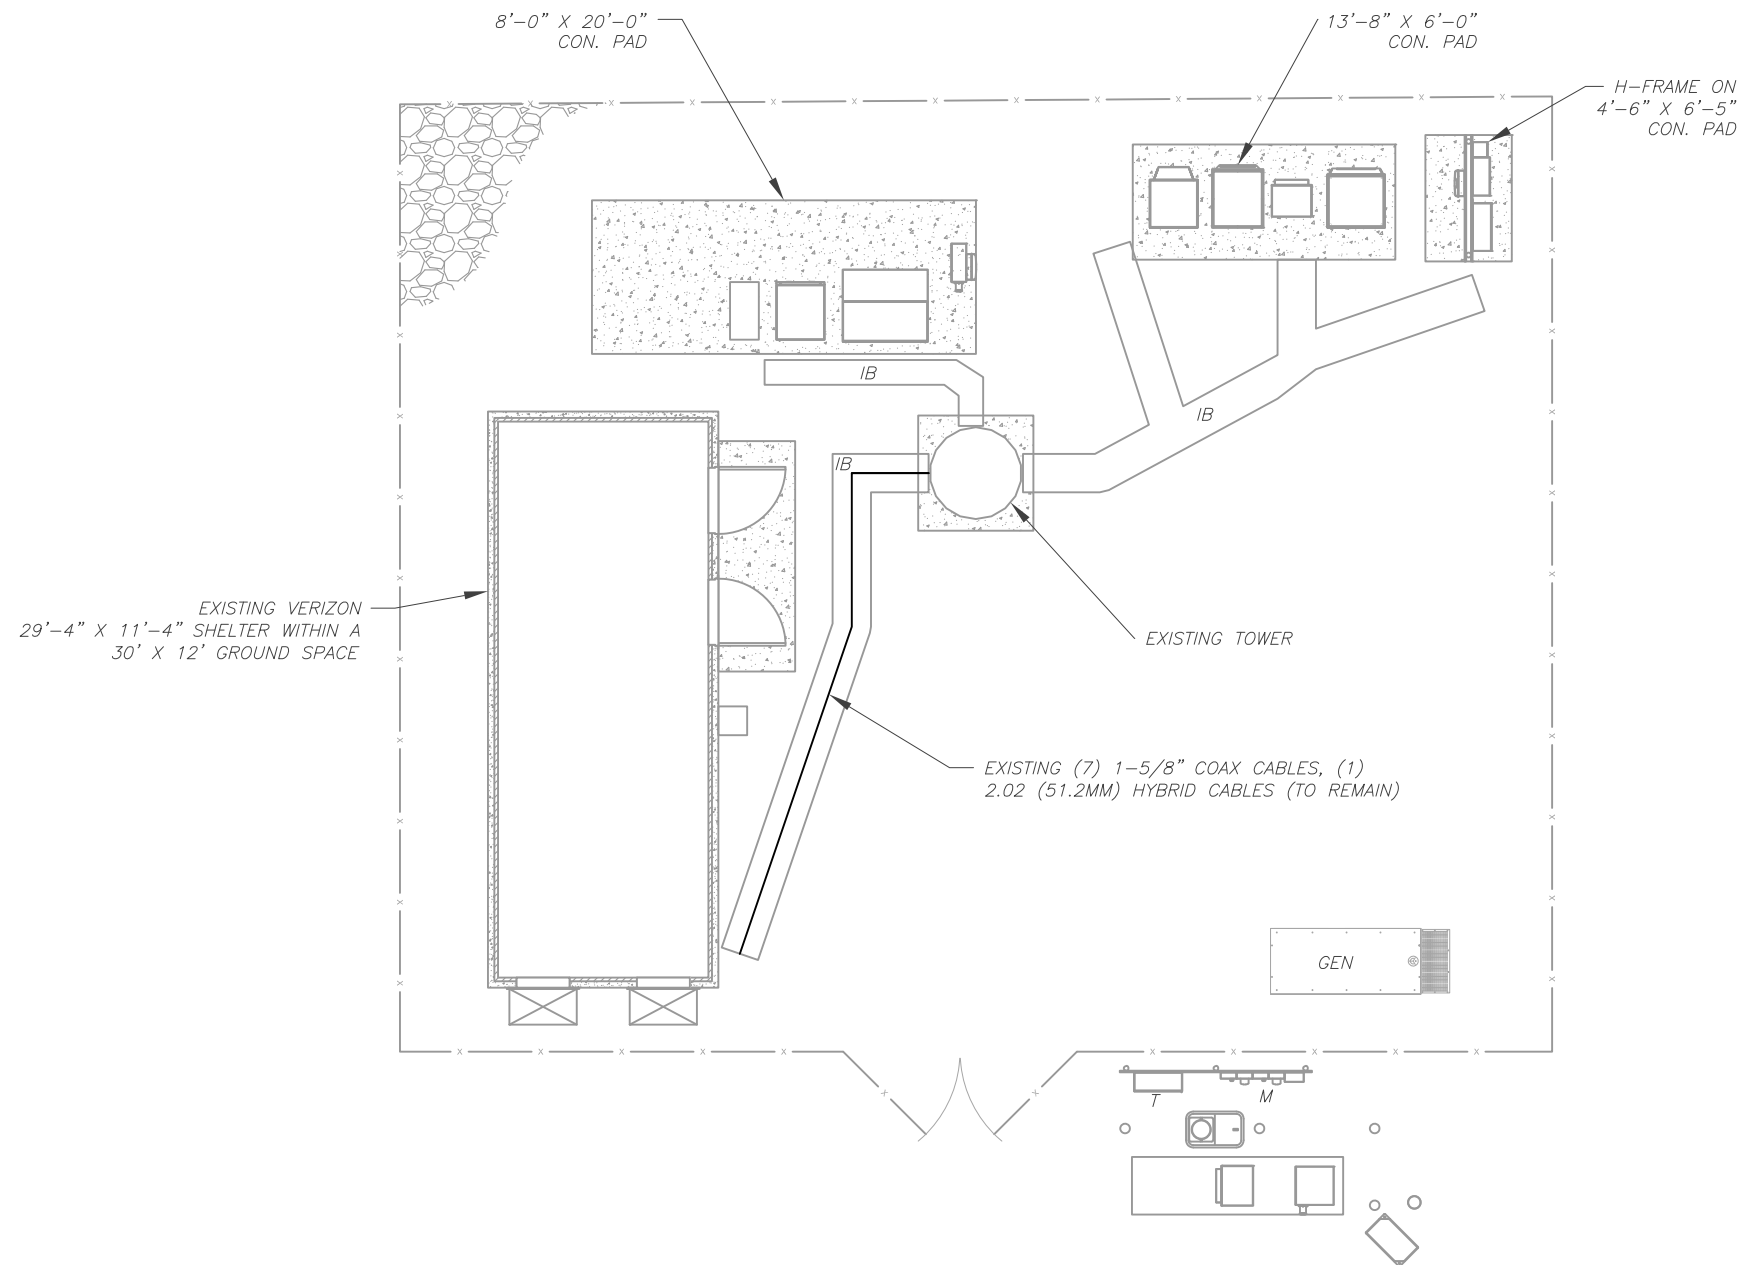 8'-0" X 20'-0"
CON. PAD
13'-8" X 6'-0"
CON. PAD
H-FRAME ON
4'-6" X 6'-5"
CON. PAD
IB
IB
IB
EXISTING VERIZON
29'-4" X 11'-4" SHELTER WITHIN A
30' X 12' GROUND SPACE
EXISTING TOWER
EXISTING (7) 1-5/8" COAX CABLES, (1)
2.02 (51.2MM) HYBRID CABLES (TO REMAIN)
GEN
T
M